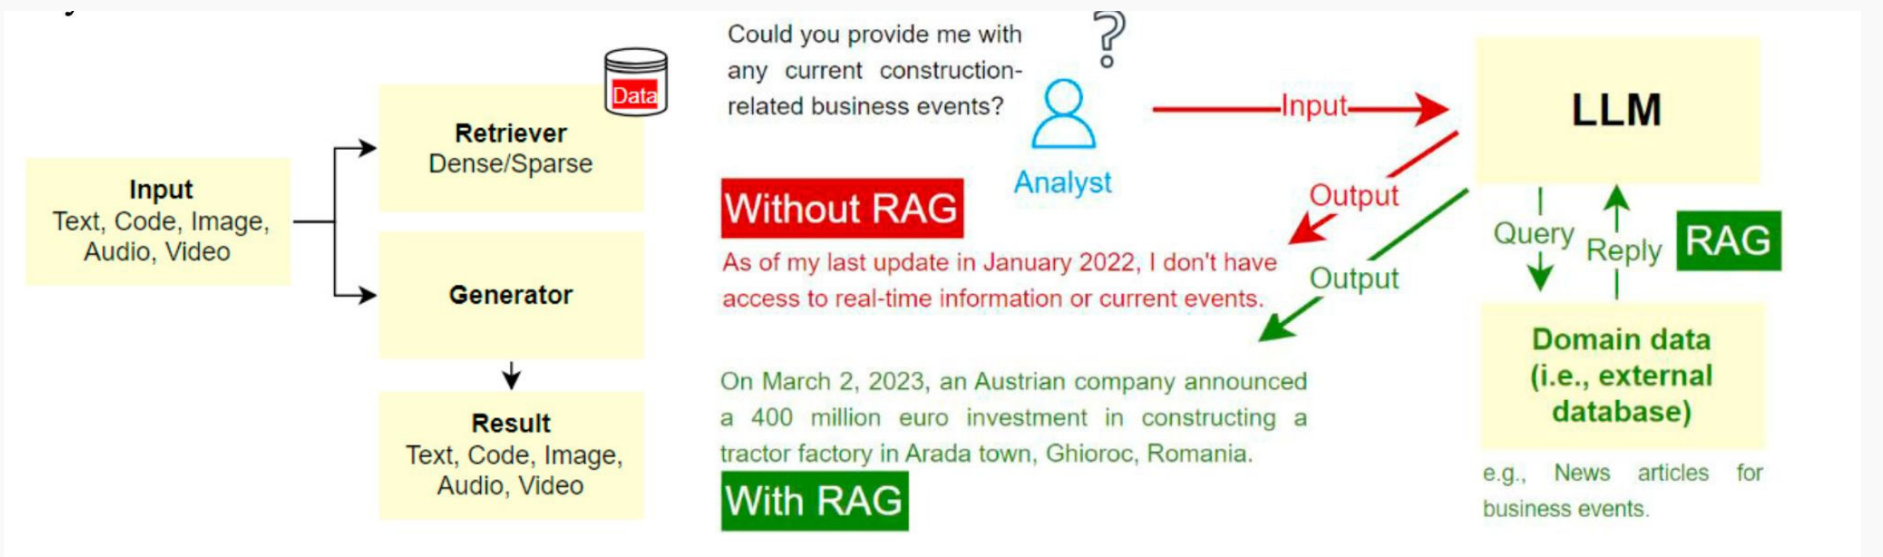 Data
Retriever
Dense/Sparse
Input
Text, Code, Image,
Audio, Video
Generator
Result
Text, Code, Image,
Audio, Video
Could you provide me with
any current construction-
related business events?
?
Analyst
Input
LLM
Without RAG
Output
As of my last update in January 2022, I don't have
access to real-time information or current events.
Output
Query
Reply
RAG
On March 2, 2023, an Austrian company announced
a 400 million euro investment in constructing a
tractor factory in Arada town, Ghioroc, Romania.
With RAG
Domain data
(i.e., external
database)
e.g., News articles for
business events.